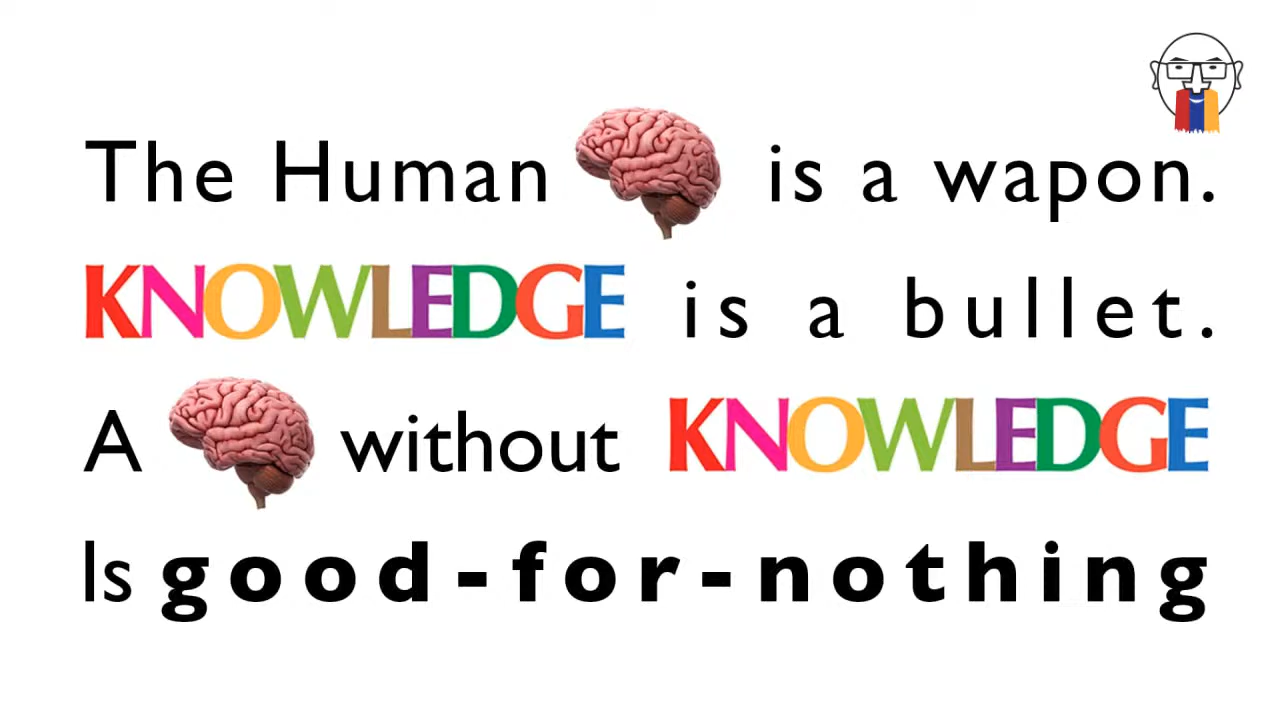 The Human is a wapon.
KNOWLEDGE is a bullet.
A without KNOWLEDGE
Is good-for-nothing